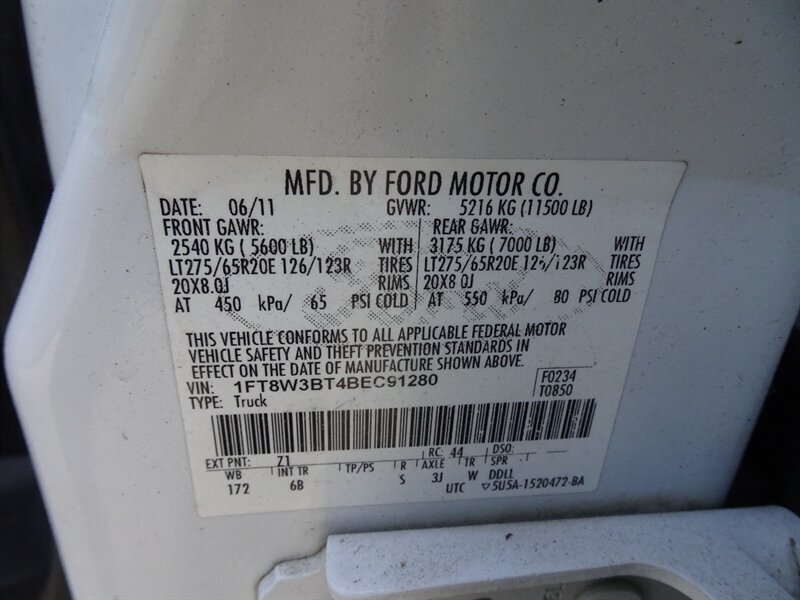 MFD. BY FORD MOTOR CO.
DATE: 06/11 GVWR: 5216 KG (11500 LB)
FRONT GAWR: REAR GAWR:
2540 KG ( 5600 LB) WITH 3175 KG ( 7000 LB) WITH
LT275/65R20E 126/123R TIRES LT275/65R20E 126/123R TIRES
20X8.0J RIMS 20X8.0J RIMS
AT 450 kPa/ 65 PSI COLD AT 550 kPa/ 80 PSI COLD
THIS VEHICLE CONFORMS TO ALL APPLICABLE FEDERAL MOTOR
VEHICLE SAFETY AND THEFT PREVENTION STANDARDS IN
EFFECT ON THE DATE OF MANUFACTURE SHOWN ABOVE.
VIN: 1FT8W3BT4BEC91280 F0234
TYPE: Truck T0850
EXT PNT: Z1 RC: 44 DSO:
WB INT TR TP/PS R AXLE TR SPR
172 6B S 3J W DDLL
UTC ▽5U5A-1520472-BA